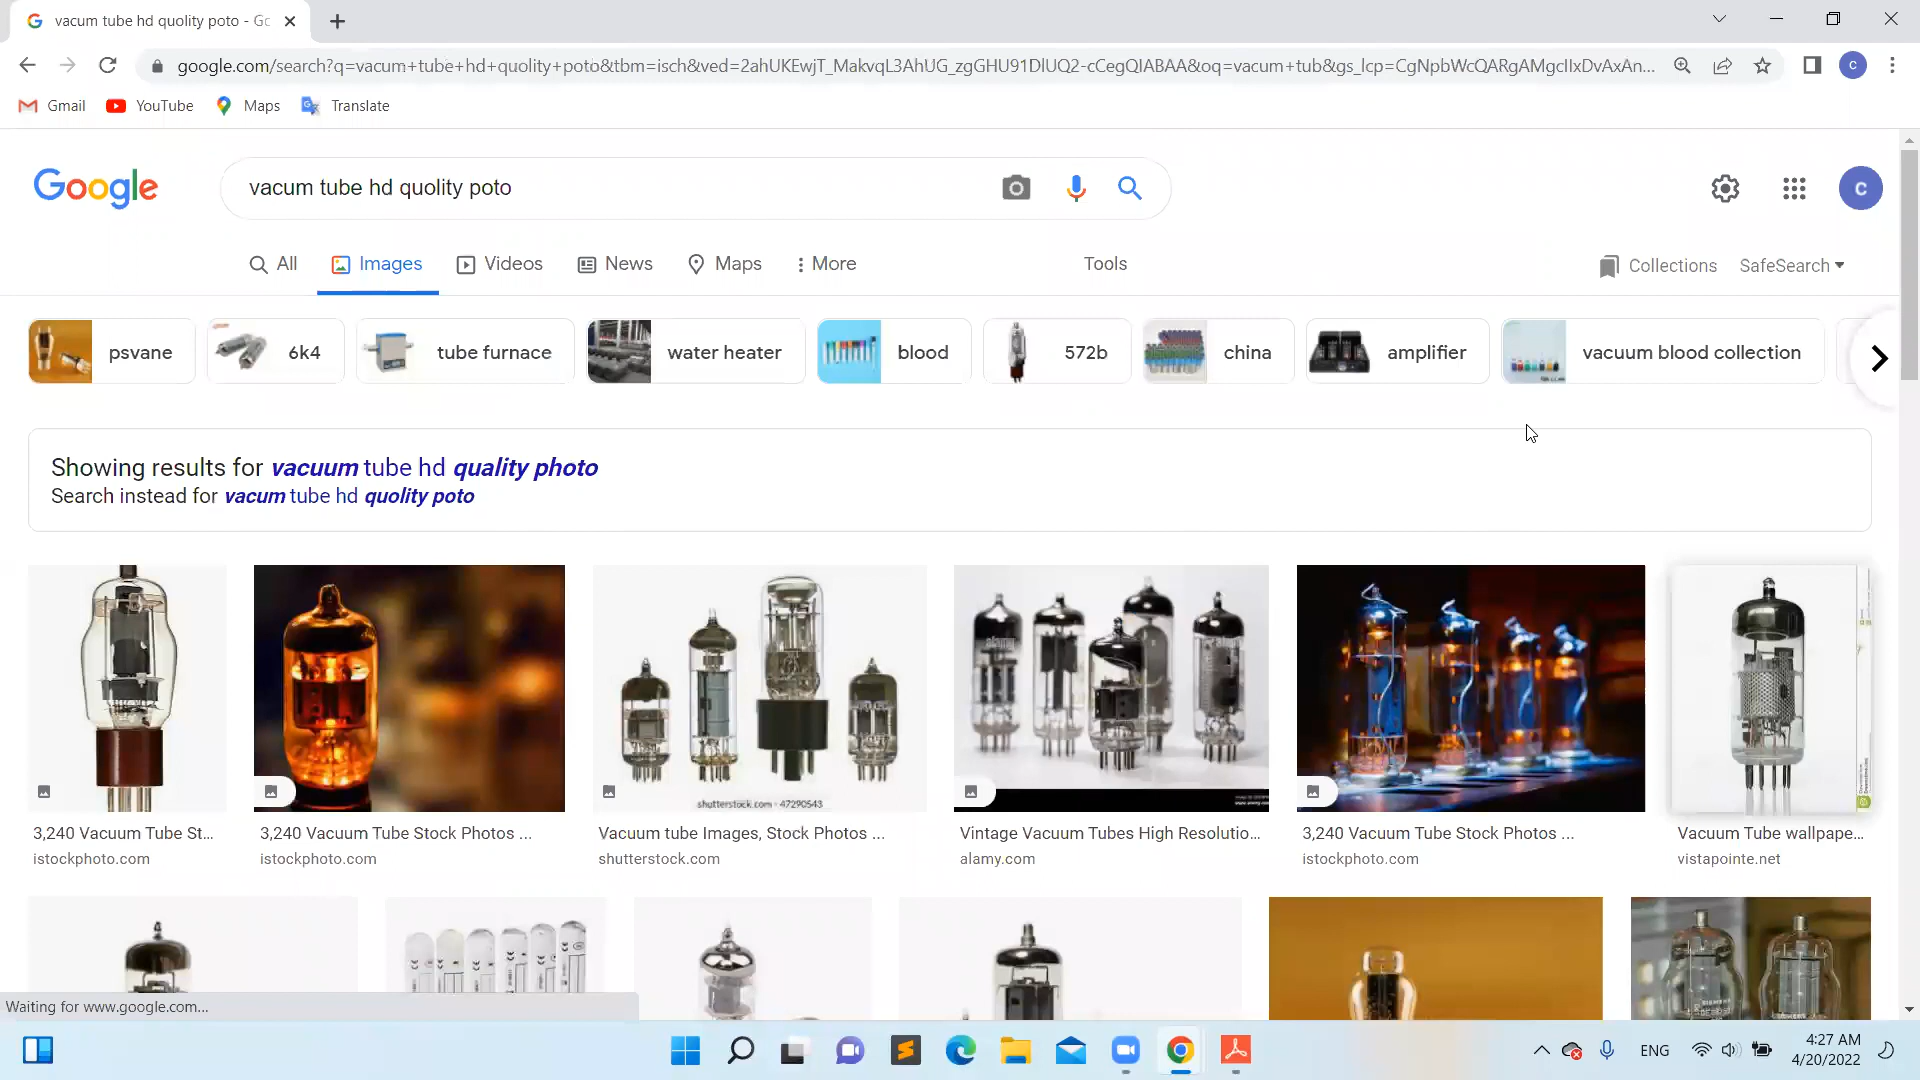 vacum tube hd quolity poto - Go
google.com/search?q=vacum+tube+hd+quolity+poto&tbm=isch&ved=2ahUKEwjT_MakvqL3AhUG_zgGHU91DlUQ2-cCegQIABAA&oq=vacum+tub&gs_lcp=CgNpbWcQARgAMgcIIxDvAxAn...
Gmail YouTube Maps Translate
Google vacum tube hd quolity poto C
All Images Videos News Maps More Tools Collections SafeSearch
psvane 6k4 tube furnace water heater blood 572b china amplifier vacuum blood collection
Showing results for vacuum tube hd quality photo
Search instead for vacum tube hd quolity poto
alamy
shutterstock.com · 47290543
3,240 Vacuum Tube St... 3,240 Vacuum Tube Stock Photos ... Vacuum tube Images, Stock Photos ... Vintage Vacuum Tubes High Resolutio... 3,240 Vacuum Tube Stock Photos ... Vacuum Tube wallpape...
istockphoto.com istockphoto.com shutterstock.com alamy.com istockphoto.com vistapointe.net
Waiting for www.google.com...
ENG 4:27 AM
4/20/2022